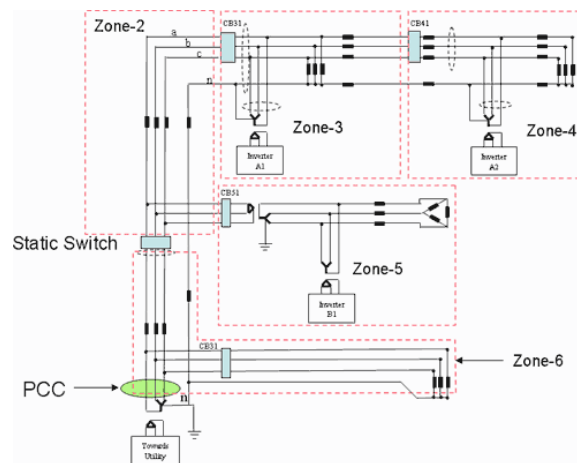 Zone-2
a
b
c
n
CB31
CB41
Zone-3
Zone-4
Inverter
A1
Inverter
A2
CB51
Static Switch
Zone-5
Inverter
B1
CB31
Zone-6
PCC
n
Towards
Utility